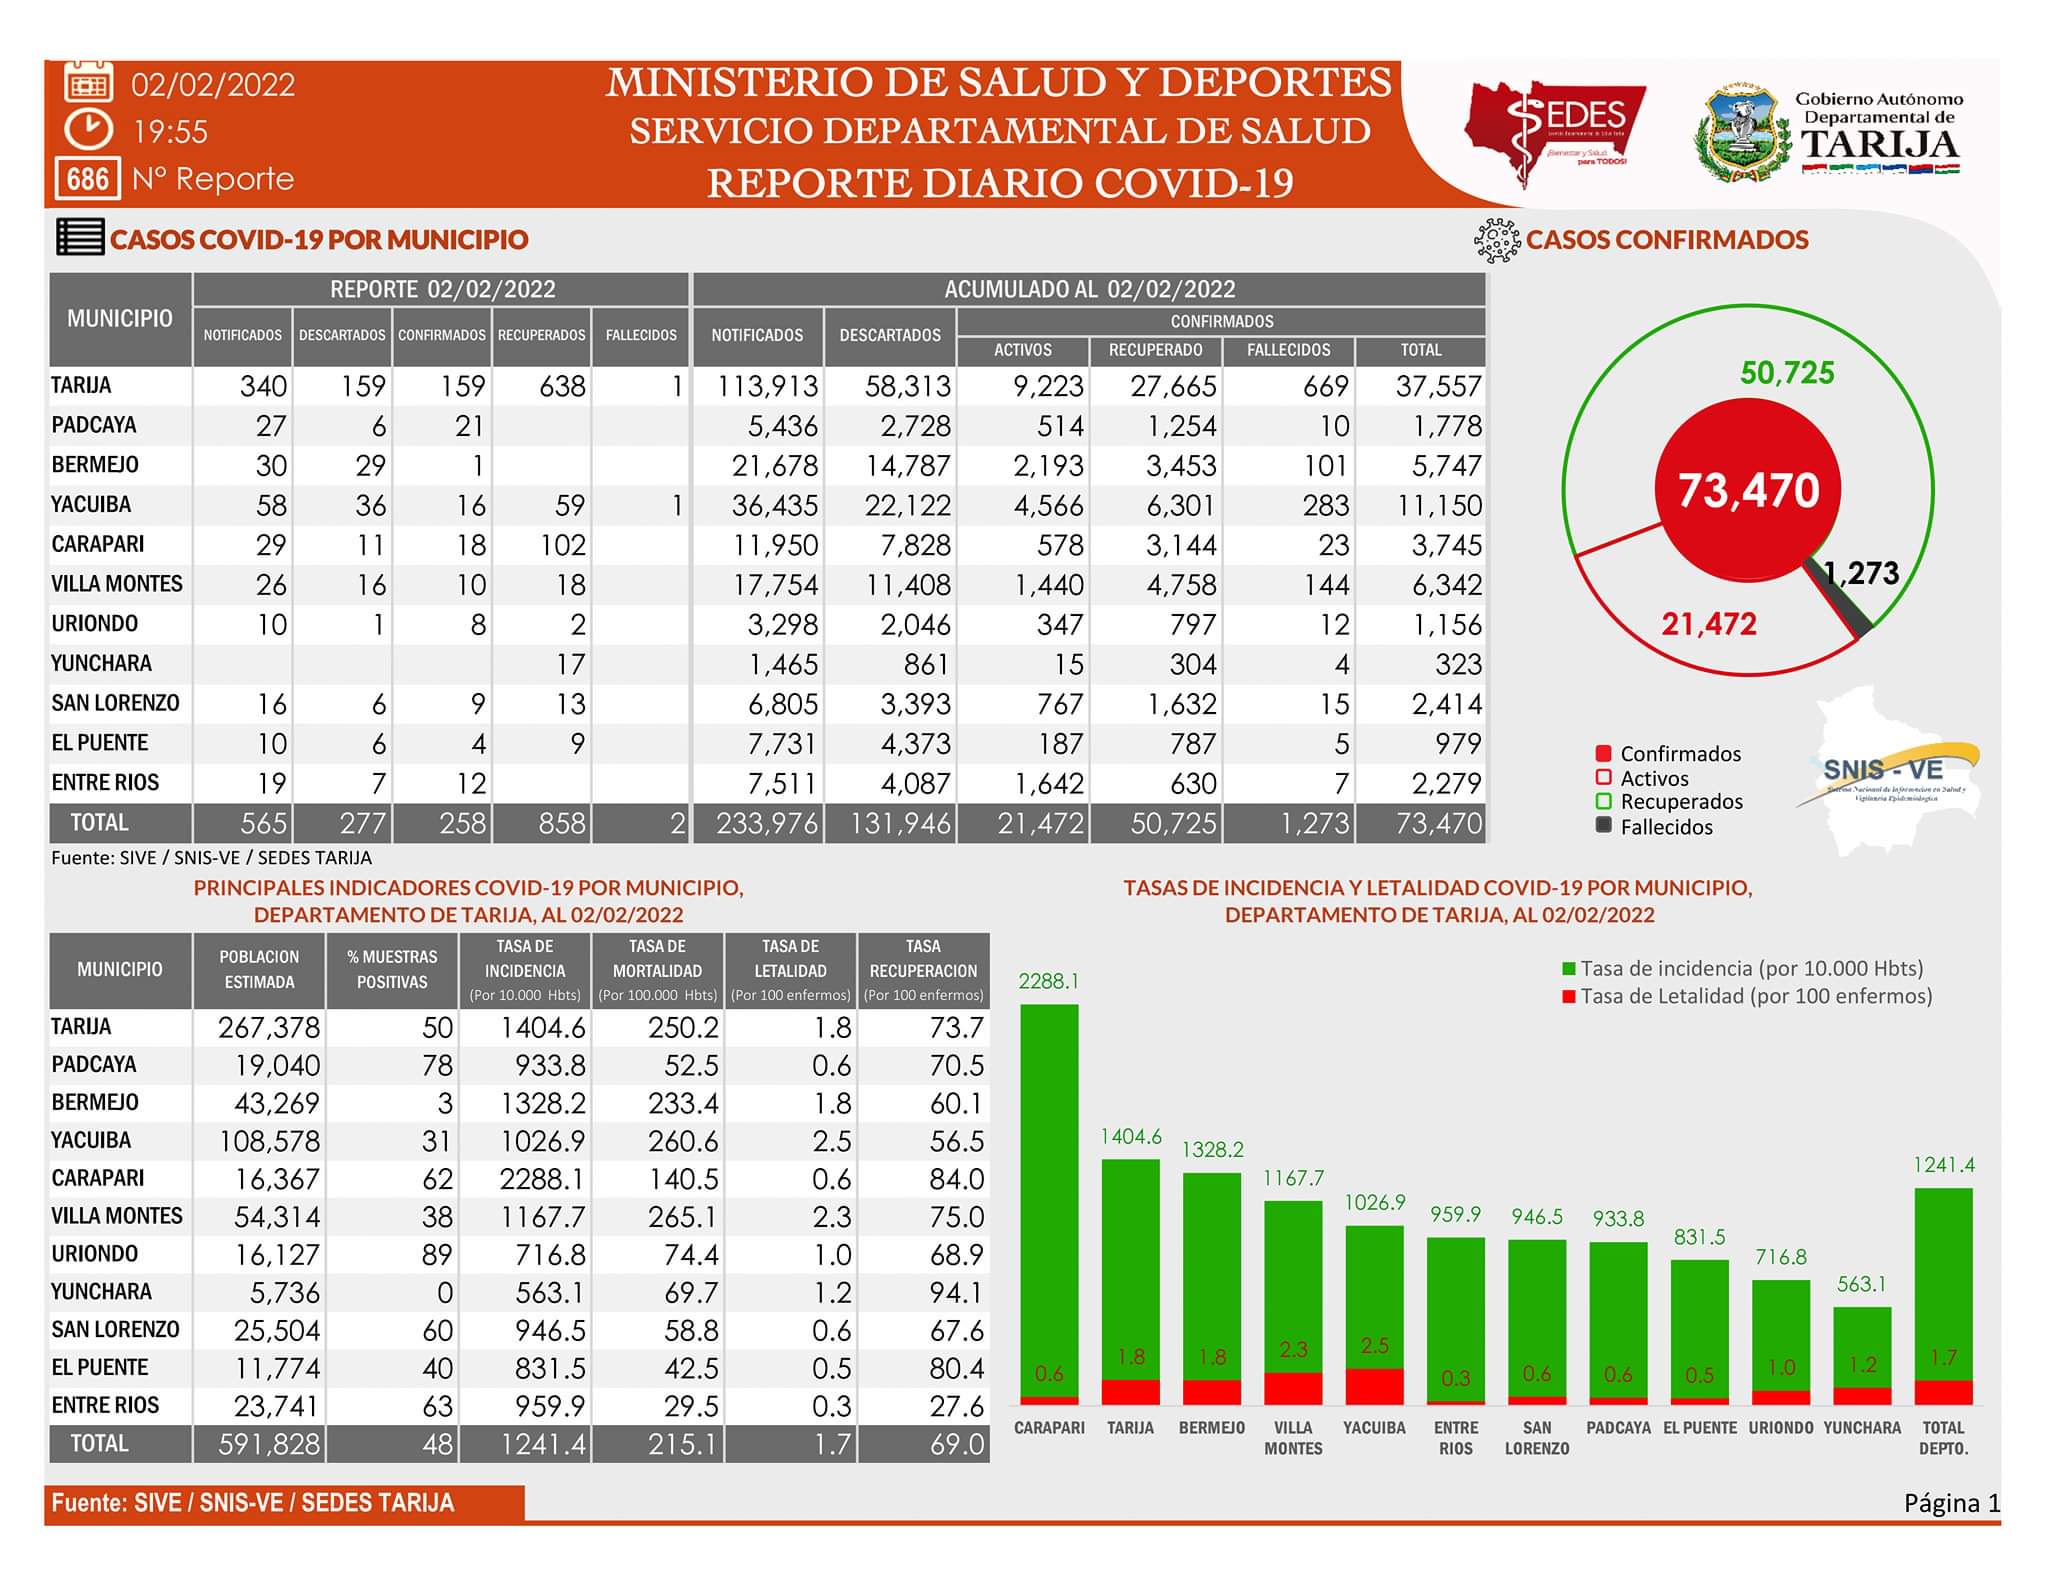 02/02/2022
19:55
686 N° Reporte
MINISTERIO DE SALUD Y DEPORTES
SERVICIO DEPARTAMENTAL DE SALUD
REPORTE DIARIO COVID-19
SEDES
¡Bienestar y Salud
para TODOS!
Gobierno Autónomo
Departamental de
TARIJA
CASOS COVID-19 POR MUNICIPIO
MUNICIPIO REPORTE 02/02/2022 ACUMULADO AL 02/02/2022
NOTIFICADOS DESCARTADOS CONFIRMADOS RECUPERADOS FALLECIDOS NOTIFICADOS DESCARTADOS CONFIRMADOS
ACTIVOS RECUPERADO FALLECIDOS TOTAL
TARIJA 340 159 159 638 1 113,913 58,313 9,223 27,665 669 37,557
PADCAYA 27 6 21 5,436 2,728 514 1,254 10 1,778
BERMEJO 30 29 1 21,678 14,787 2,193 3,453 101 5,747
YACUIBA 58 36 16 59 1 36,435 22,122 4,566 6,301 283 11,150
CARAPARI 29 11 18 102 11,950 7,828 578 3,144 23 3,745
VILLA MONTES 26 16 10 18 17,754 11,408 1,440 4,758 144 6,342
URIONDO 10 1 8 2 3,298 2,046 347 797 12 1,156
YUNCHARA 17 1,465 861 15 304 4 323
SAN LORENZO 16 6 9 13 6,805 3,393 767 1,632 15 2,414
EL PUENTE 10 6 4 9 7,731 4,373 187 787 5 979
ENTRE RIOS 19 7 12 7,511 4,087 1,642 630 7 2,279
TOTAL 565 277 258 858 2 233,976 131,946 21,472 50,725 1,273 73,470
Fuente: SIVE / SNIS-VE / SEDES TARIJA
CASOS CONFIRMADOS
50,725
73,470
1,273
21,472
Confirmados
Activos
Recuperados
Fallecidos
SNIS - VE
Sistema Nacional de Informacion en Salud y
Vigilancia Epidemiologica
PRINCIPALES INDICADORES COVID-19 POR MUNICIPIO,
DEPARTAMENTO DE TARIJA, AL 02/02/2022
MUNICIPIO POBLACION ESTIMADA % MUESTRAS POSITIVAS TASA DE INCIDENCIA (Por 10.000 Hbts) TASA DE MORTALIDAD (Por 100.000 Hbts) TASA DE LETALIDAD (Por 100 enfermos) TASA RECUPERACION (Por 100 enfermos)
TARIJA 267,378 50 1404.6 250.2 1.8 73.7
PADCAYA 19,040 78 933.8 52.5 0.6 70.5
BERMEJO 43,269 3 1328.2 233.4 1.8 60.1
YACUIBA 108,578 31 1026.9 260.6 2.5 56.5
CARAPARI 16,367 62 2288.1 140.5 0.6 84.0
VILLA MONTES 54,314 38 1167.7 265.1 2.3 75.0
URIONDO 16,127 89 716.8 74.4 1.0 68.9
YUNCHARA 5,736 0 563.1 69.7 1.2 94.1
SAN LORENZO 25,504 60 946.5 58.8 0.6 67.6
EL PUENTE 11,774 40 831.5 42.5 0.5 80.4
ENTRE RIOS 23,741 63 959.9 29.5 0.3 27.6
TOTAL 591,828 48 1241.4 215.1 1.7 69.0
TASAS DE INCIDENCIA Y LETALIDAD COVID-19 POR MUNICIPIO,
DEPARTAMENTO DE TARIJA, AL 02/02/2022
Tasa de incidencia (por 10.000 Hbts)
Tasa de Letalidad (por 100 enfermos)
2288.1 1404.6 1328.2 1167.7 1026.9 959.9 946.5 933.8 831.5 716.8 563.1 1241.4
0.6 1.8 1.8 2.3 2.5 0.3 0.6 0.6 0.5 1.0 1.2 1.7
CARAPARI TARIJA BERMEJO VILLA MONTES YACUIBA ENTRE RIOS SAN LORENZO PADCAYA EL PUENTE URIONDO YUNCHARA TOTAL DEPTO.
Fuente: SIVE / SNIS-VE / SEDES TARIJA
Página 1